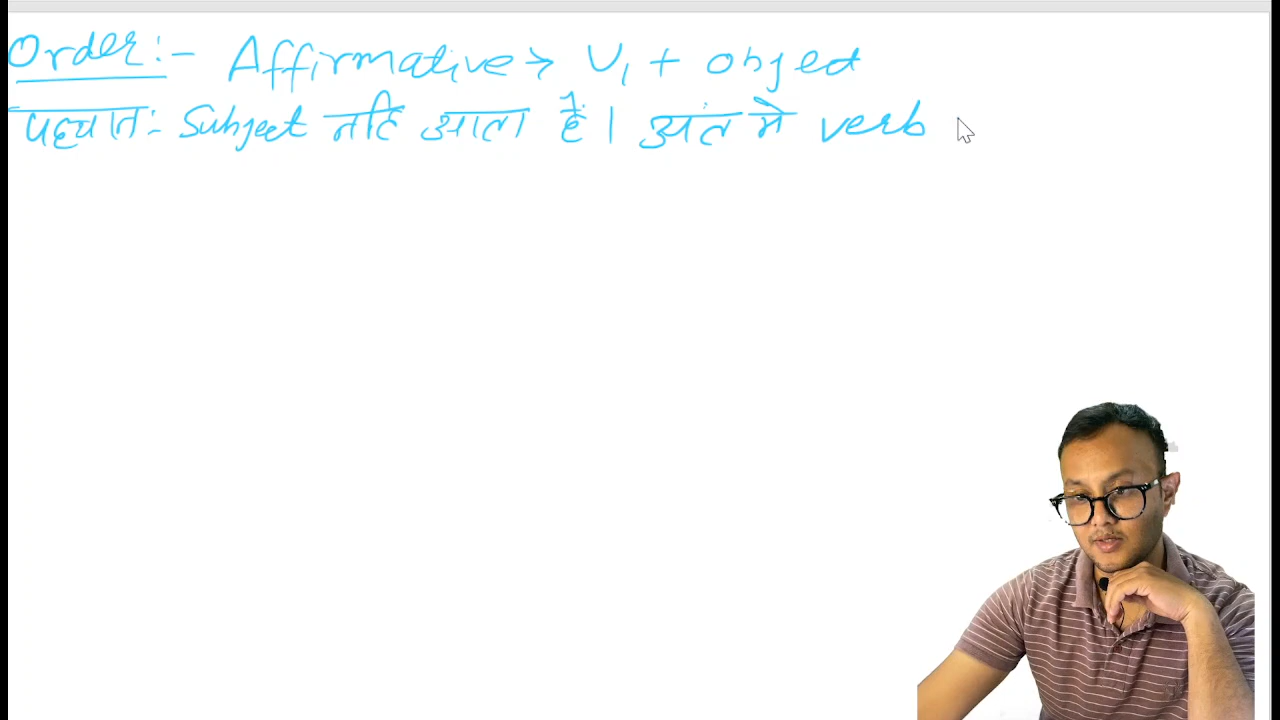 Order:- Affirmative → V1 + object
पहचान:- Subject नहि आता है। अंत मे verb